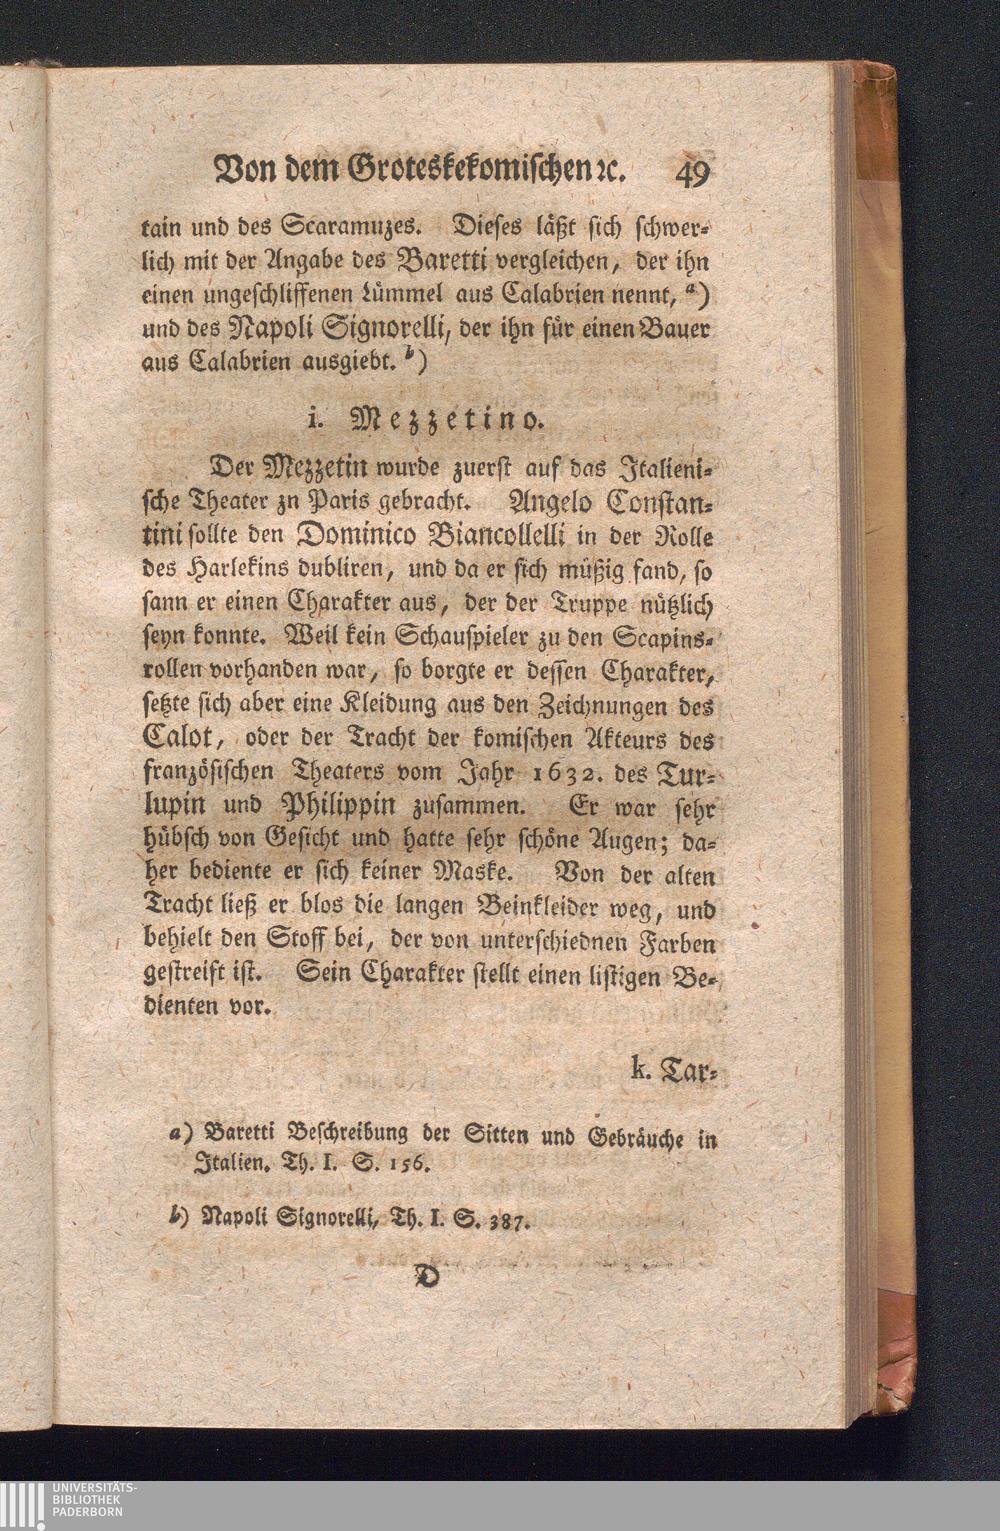 Von dem Groteskekomischen ꝛc. 49
tain und des Scaramuzes. Dieses läßt sich schwer-
lich mit der Angabe des Baretti vergleichen, der ihn
einen ungeschliffenen Lümmel aus Calabrien nennt, a)
und des Napoli Signorelli, der ihn für einen Bauer
aus Calabrien ausgiebt. b)
i. Mezzetino.
Der Mezzetin wurde zuerst auf das Italieni-
sche Theater zn Paris gebracht. Angelo Constan-
tini sollte den Dominico Biancollelli in der Rolle
des Harlekins dubliren, und da er sich müßig fand, so
sann er einen Charakter aus, der der Truppe nützlich
seyn konnte. Weil kein Schauspieler zu den Scapins-
rollen vorhanden war, so borgte er dessen Charakter,
setzte sich aber eine Kleidung aus den Zeichnungen des
Calot, oder der Tracht der komischen Akteurs des
französischen Theaters vom Jahr 1632. des Tur-
lupin und Philippin zusammen. Er war sehr
hübsch von Gesicht und hatte sehr schöne Augen; da-
her bediente er sich keiner Maske. Von der alten
Tracht ließ er blos die langen Beinkleider weg, und
behielt den Stoff bei, der von unterschiednen Farben
gestreift ist. Sein Charakter stellt einen listigen Be-
dienten vor.
k. Tar-
a) Baretti Beschreibung der Sitten und Gebräuche in
Italien. Th. I. S. 156.
b) Napoli Signorelli, Th. I. S. 387.
D
UNIVERSITÄTS-
BIBLIOTHEK
PADERBORN